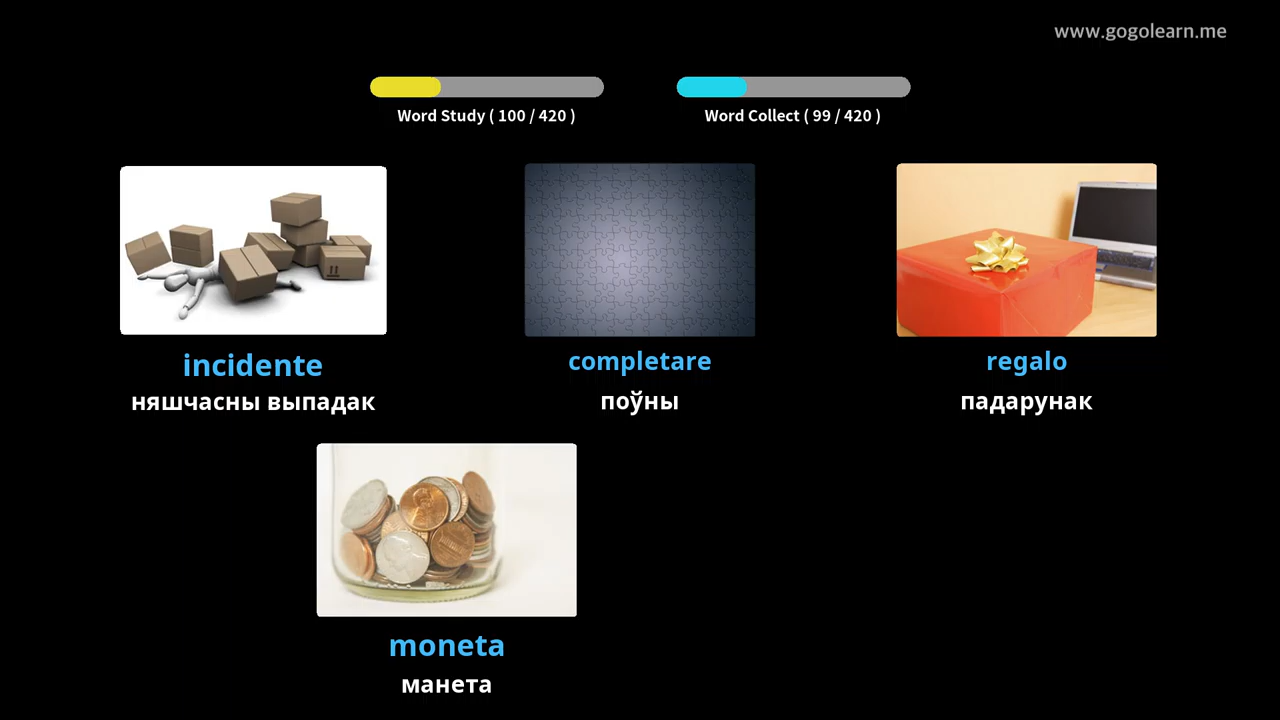 www.gogolearn.me
Word Study ( 100 / 420 )
Word Collect ( 99 / 420 )
incidente
няшчасны выпадак
completare
поўны
regalo
падарунак
moneta
манета